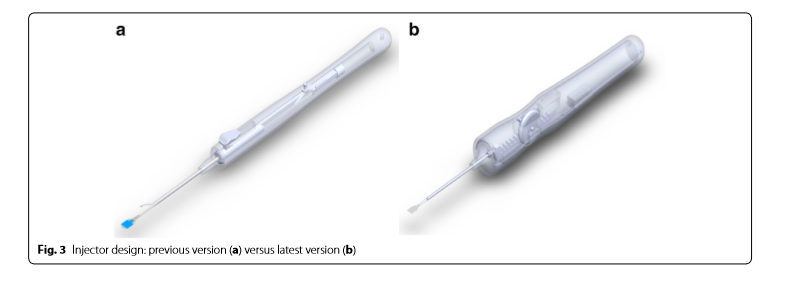 a
b
Fig. 3 Injector design: previous version (a) versus latest version (b)